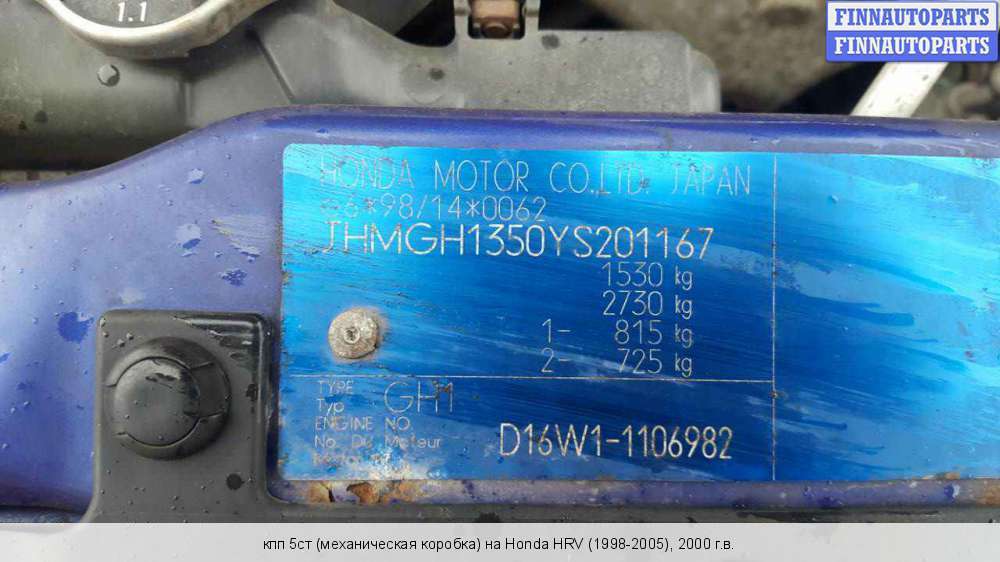 1.1
FINNAUTOPARTS
FINNAUTOPARTS
HONDA MOTOR CO.,LTD. JAPAN
e6*98/14*0062
JHMGH1350YS201167
1530 kg
2730 kg
1- 815 kg
2- 725 kg
TYPE
Typ GH1
ENGINE NO.
No. Du Moteur
D16W1-1106982
кпп 5ст (механическая коробка) на Honda HRV (1998-2005), 2000 г.в.